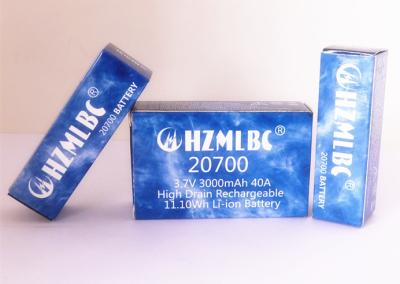 HZMLBC®
20700 BATTERY
HZMLBC®
20700
3.7V 3000mAh 40A
High Drain Rechargeable
11.10Wh Li-ion Battery
HZMLBC®
20700 BATTERY